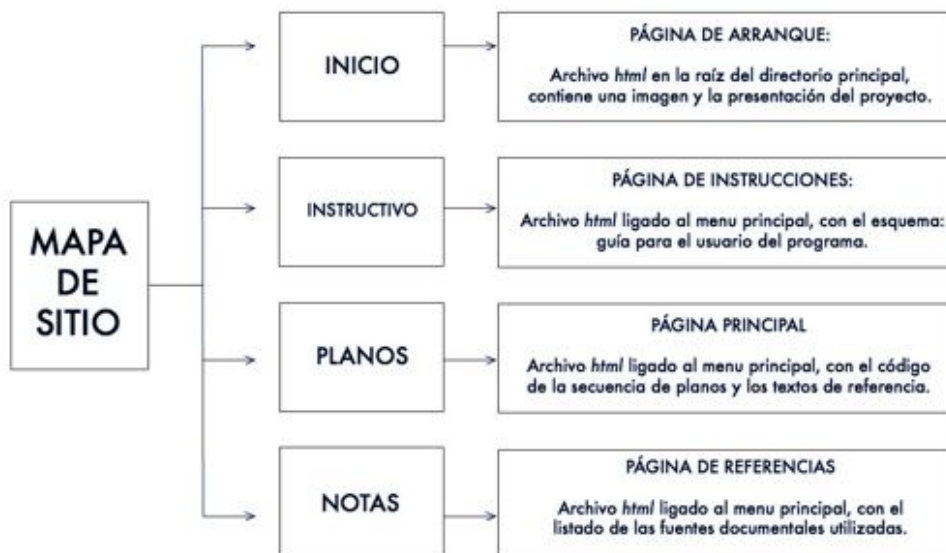 MAPA
DE
SITIO
INICIO
PÁGINA DE ARRANQUE:
Archivo html en la raíz del directorio principal,
contiene una imagen y la presentación del proyecto.
INSTRUCTIVO
PÁGINA DE INSTRUCCIONES:
Archivo html ligado al menu principal, con el esquema:
guía para el usuario del programa.
PLANOS
PÁGINA PRINCIPAL
Archivo html ligado al menu principal, con el código
de la secuencia de planos y los textos de referencia.
NOTAS
PÁGINA DE REFERENCIAS
Archivo html ligado al menu principal, con el
listado de las fuentes documentales utilizadas.